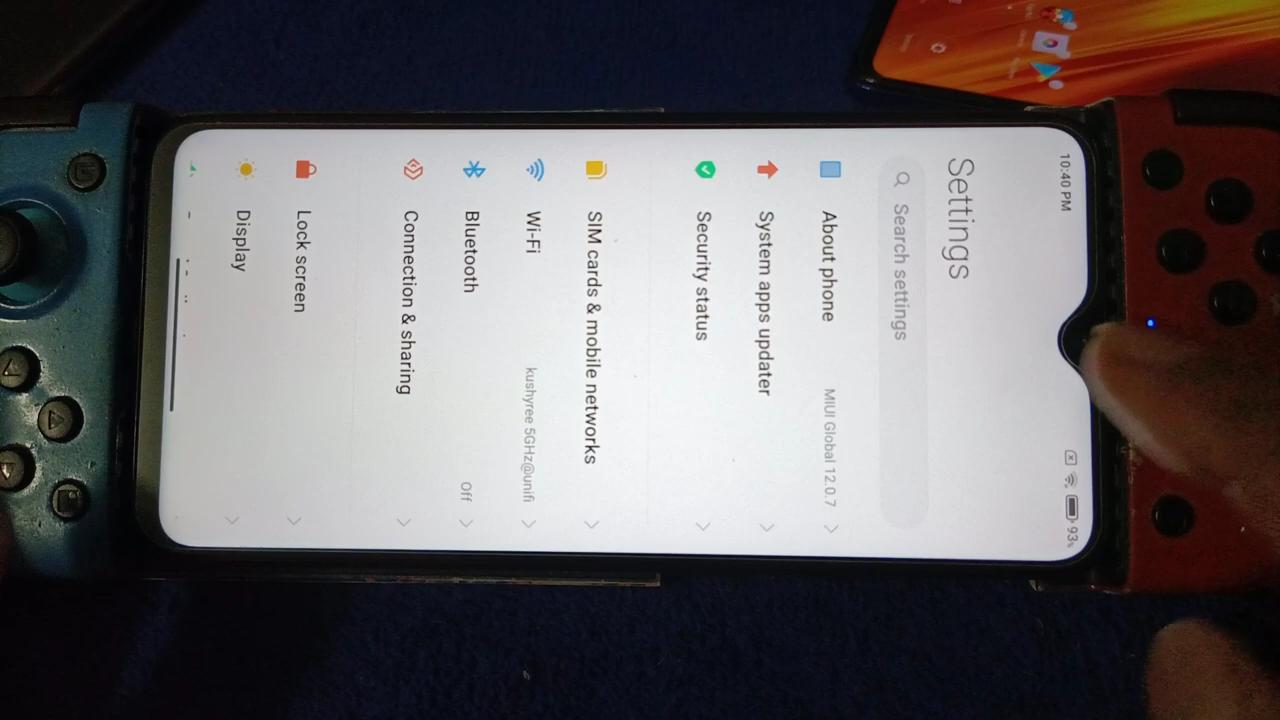 10:40 PM
93%
Settings
Search settings
About phone MIUI Global 12.0.7
System apps updater
Security status
SIM cards & mobile networks
Wi-Fi kushyree 5GHz@unifi
Bluetooth Off
Connection & sharing
Lock screen
Display